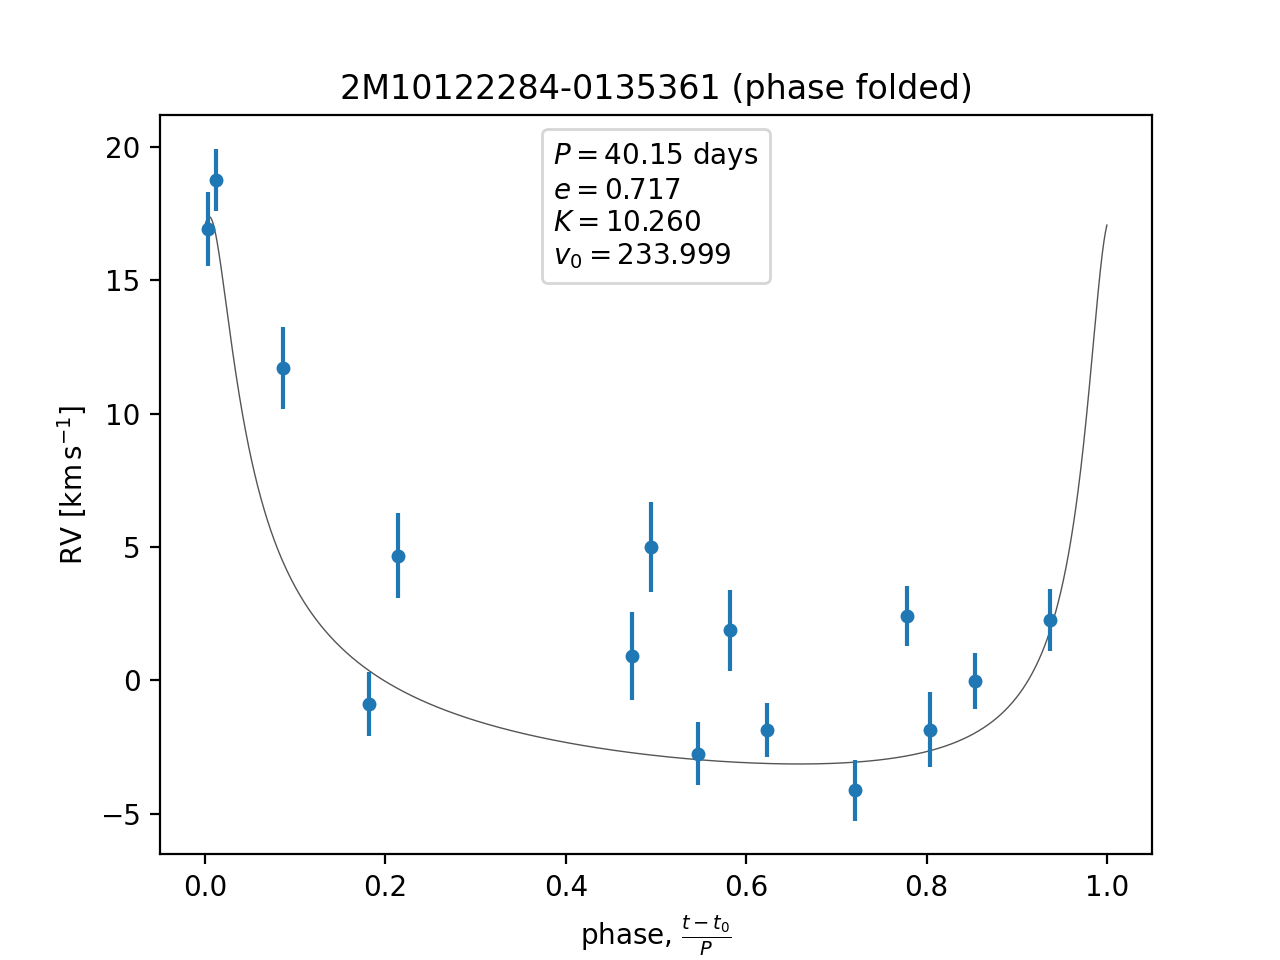 2M10122284-0135361 (phase folded)
P = 40.15 days
e = 0.717
K = 10.260
v₀ = 233.999
20
15
10
5
0
−5
RV [km s⁻¹]
0.0 0.2 0.4 0.6 0.8 1.0
phase, (t − t₀)/P